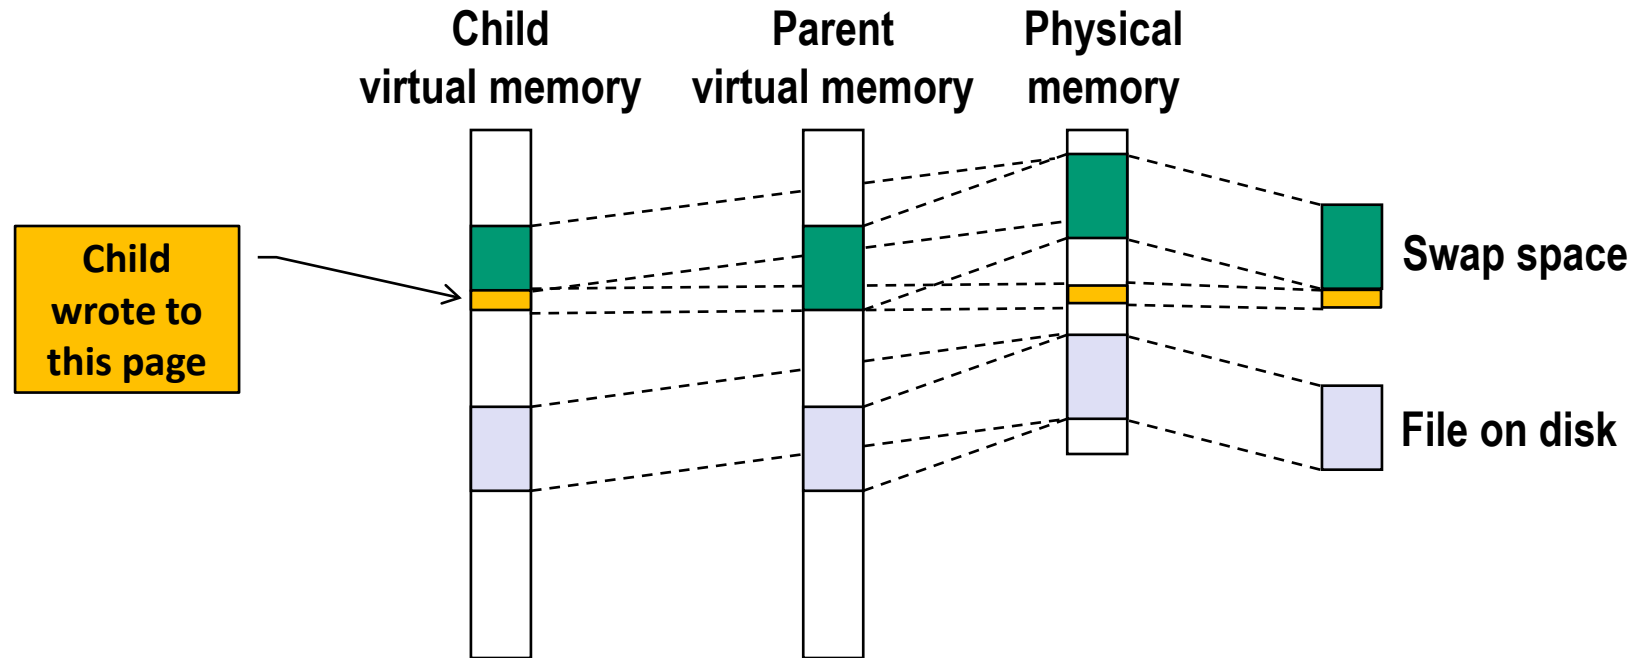 Child
virtual memory
Parent
virtual memory
Physical
memory
Child
wrote to
this page
Swap space
File on disk